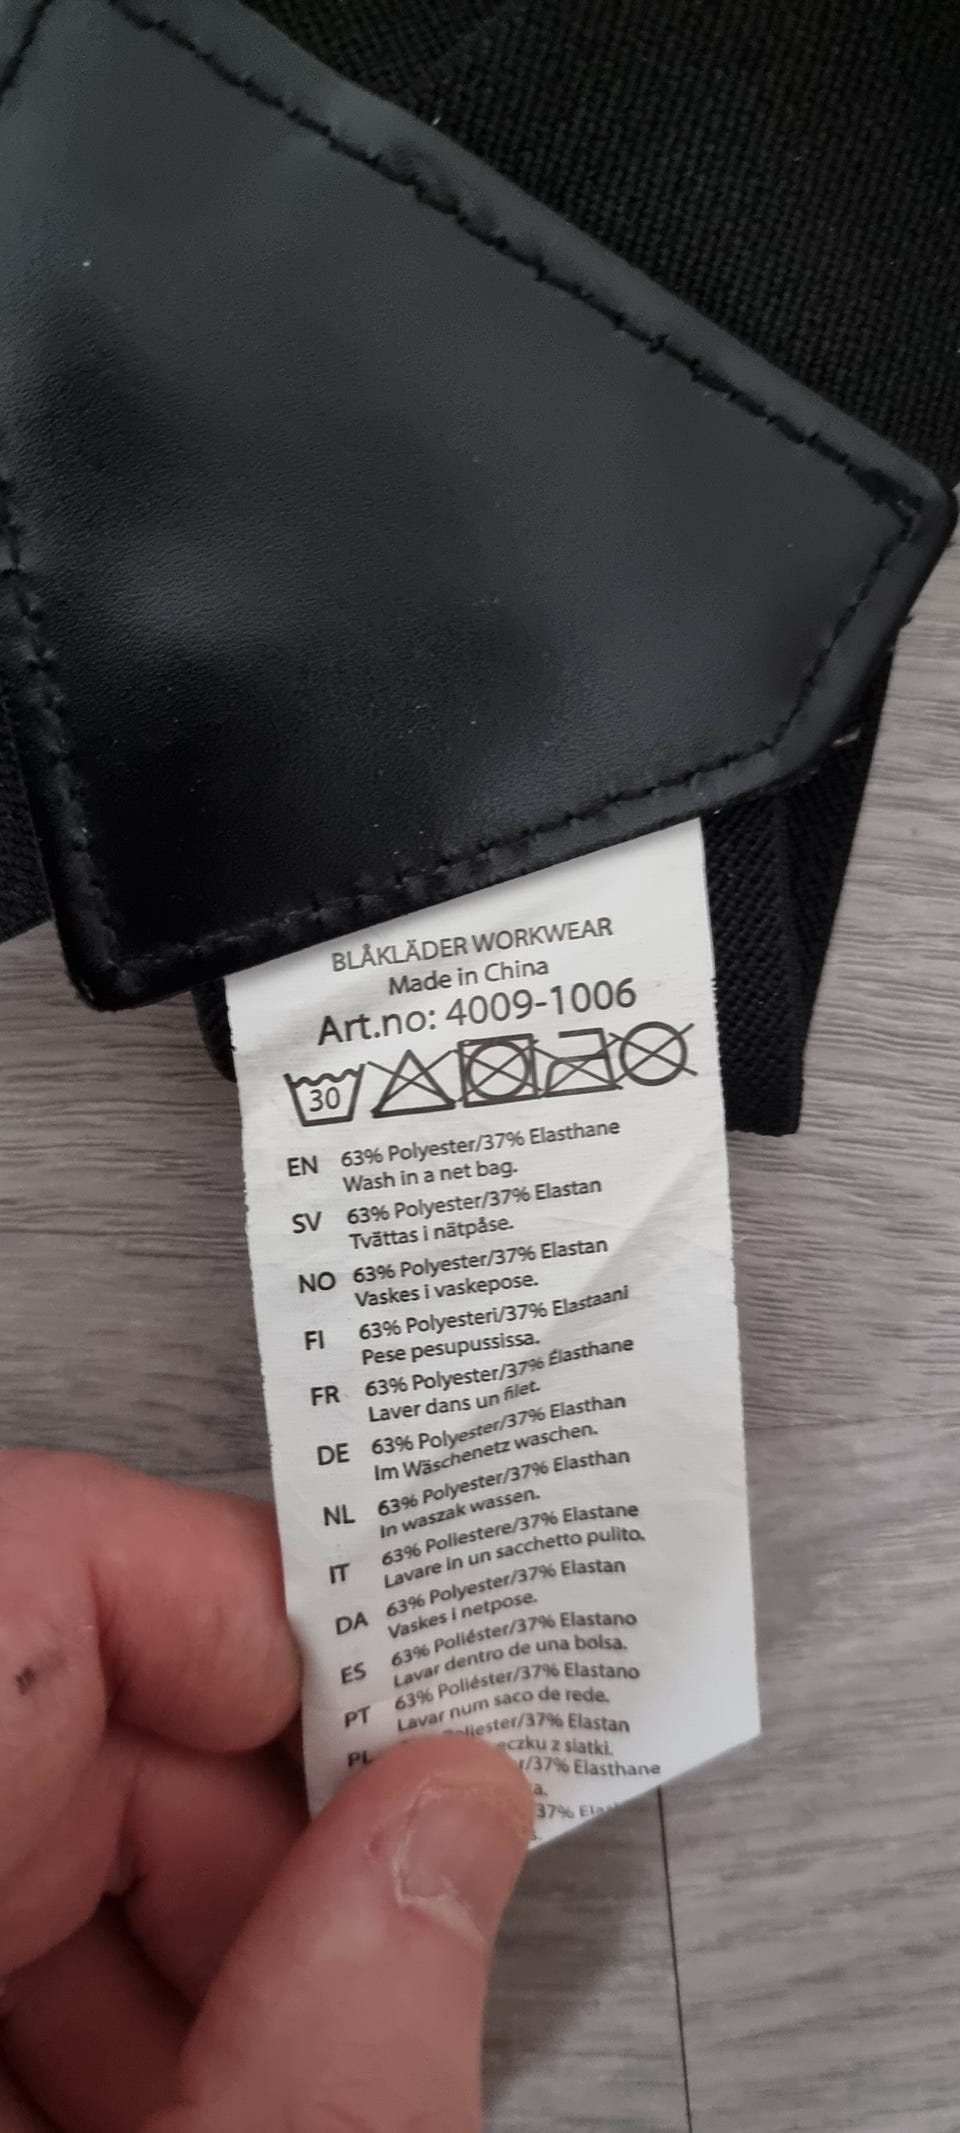 BLÅKLÄDER WORKWEAR
Made in China
Art.no: 4009-1006
30
EN 63% Polyester/37% Elasthane
Wash in a net bag.
SV 63% Polyester/37% Elastan
Tvättas i nätpåse.
NO 63% Polyester/37% Elastan
Vaskes i vaskepose.
FI 63% Polyesteri/37% Elastaani
Pese pesupussissa.
FR 63% Polyester/37% Élasthane
Laver dans un filet.
DE 63% Polyester/37% Elasthan
Im Wäschenetz waschen.
NL 63% Polyester/37% Elasthan
In waszak wassen.
IT 63% Poliestere/37% Elastane
Lavare in un sacchetto pulito.
DA 63% Polyester/37% Elastan
Vaskes i netpose.
ES 63% Poliéster/37% Elastano
Lavar dentro de una bolsa.
PT 63% Poliéster/37% Elastano
Lavar num saco de rede.
PL 37% Elastan
z siatki.
37% Elasthane
37%